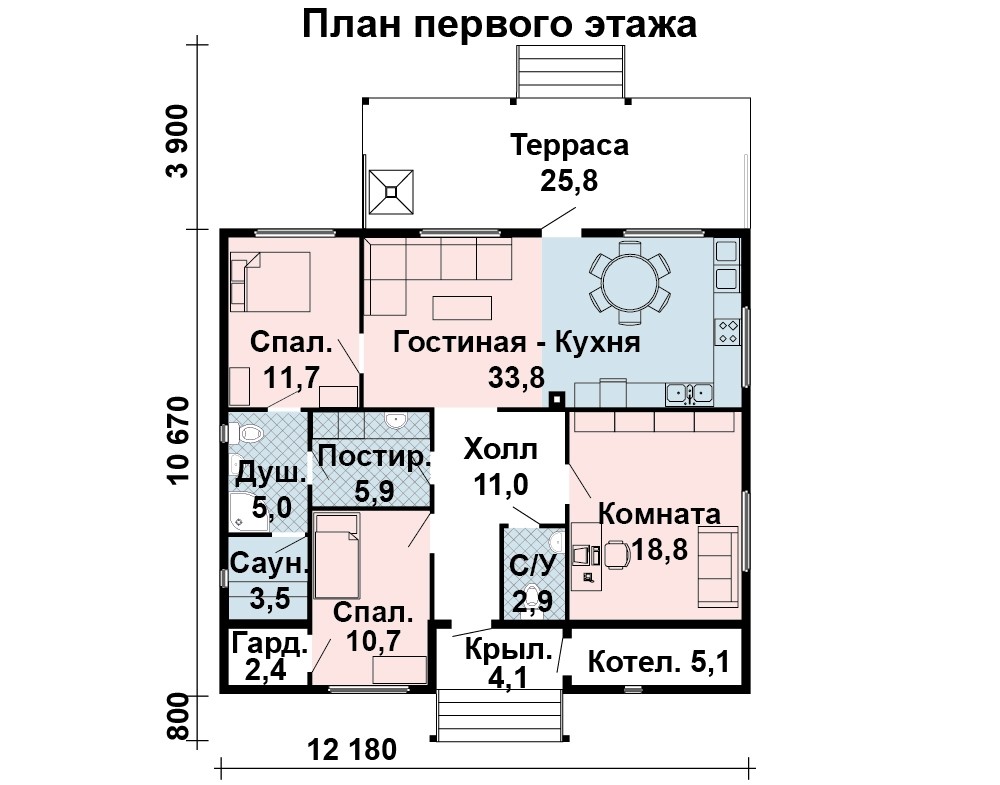 План первого этажа
3 900
Терраса
25,8
Спал.
11,7
Гостиная - Кухня
33,8
10 670
Душ.
5,0
Постир.
5,9
Холл
11,0
Комната
18,8
Саун.
3,5
С/У
2,9
Спал.
10,7
Гард.
2,4
Крыл.
4,1
Котел. 5,1
800
12 180